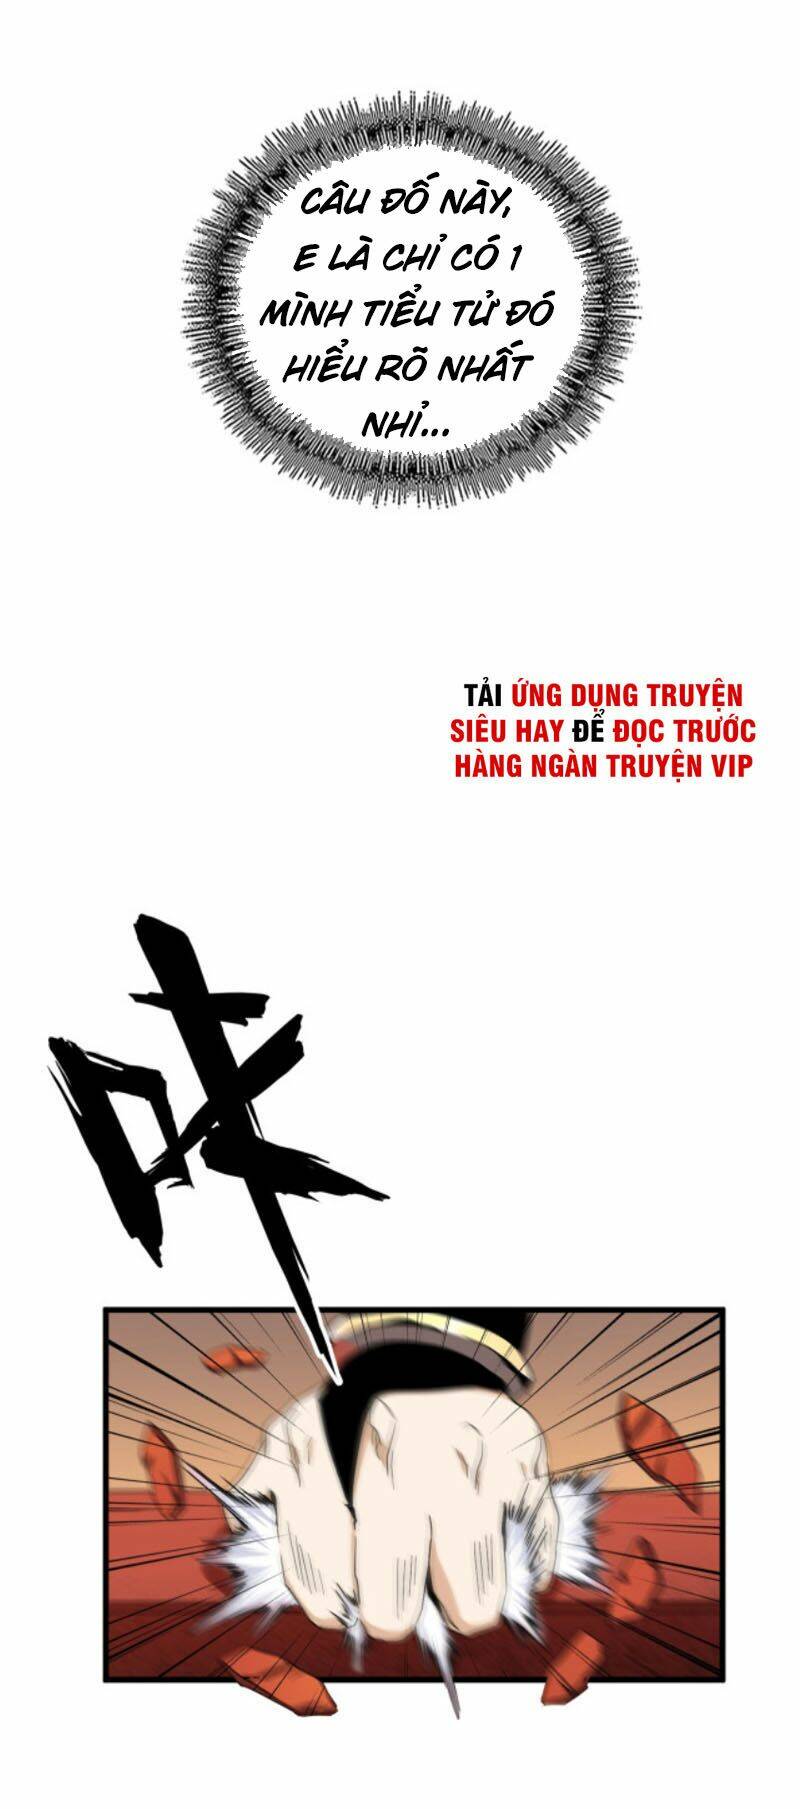 CÂU ĐỐ NÀY,
E LÀ CHỈ CÓ 1
MÌNH TIỂU TỬ ĐÓ
HIỂU RÕ NHẤT
NHỈ...
TẢI ỨNG DỤNG TRUYỆN
SIÊU HAY ĐỂ ĐỌC TRƯỚC
HÀNG NGÀN TRUYỆN VIP